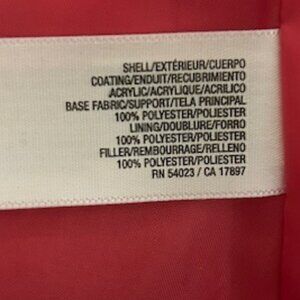 SHELL/EXTÉRIEUR/CUERPO
COATING/ENDUIT/RECUBRIMIENTO
ACRYLIC/ACRYLIQUE/ACRILICO
BASE FABRIC/SUPPORT/TELA PRINCIPAL
100% POLYESTER/POLIESTER
LINING/DOUBLURE/FORRO
100% POLYESTER/POLIESTER
FILLER/REMBOURRAGE/RELLENO
100% POLYESTER/POLIESTER
RN 54023 / CA 17897